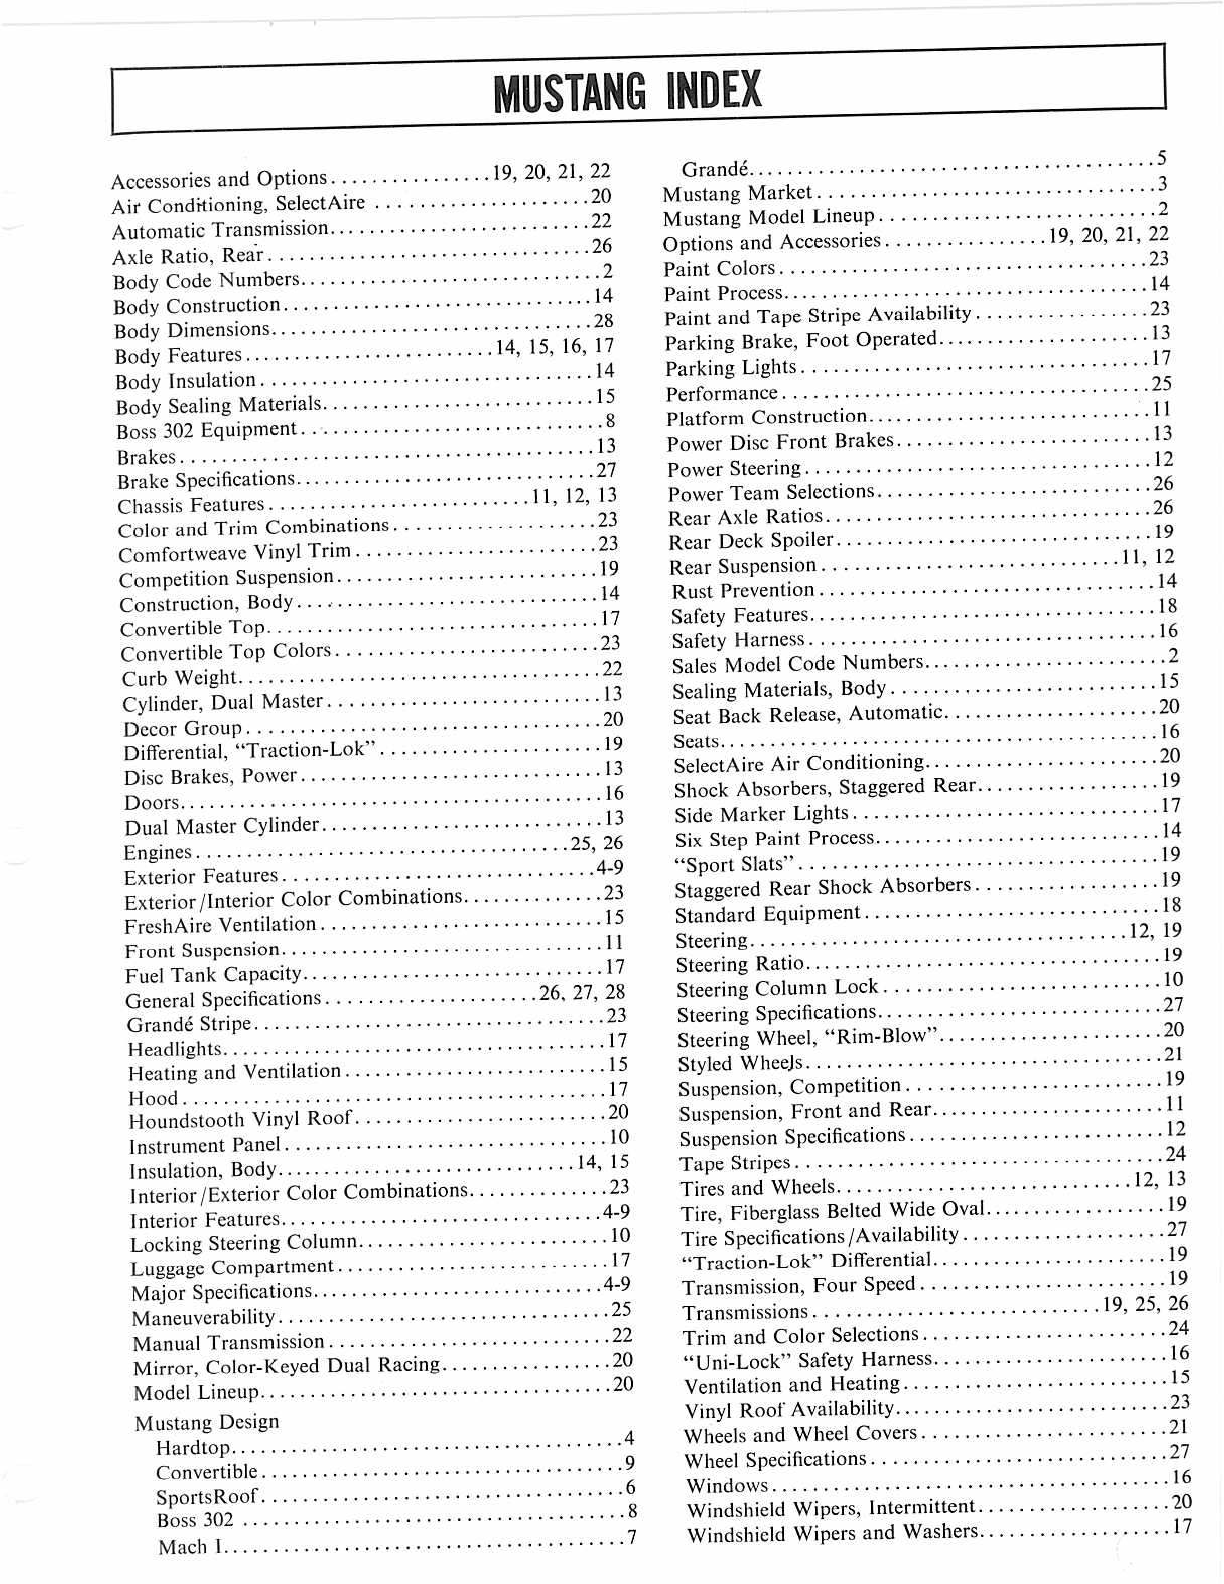 MUSTANG INDEX
Accessories and Options................19, 20, 21, 22
Air Conditioning, SelectAire .....................20
Automatic Transmission.........................22
Axle Ratio, Rear................................26
Body Code Numbers.............................2
Body Construction..............................14
Body Dimensions................................28
Body Features.........................14, 15, 16, 17
Body Insulation.................................14
Body Sealing Materials...........................15
Boss 302 Equipment..............................8
Brakes.........................................13
Brake Specifications.............................27
Chassis Features..........................11, 12, 13
Color and Trim Combinations....................23
Comfortweave Vinyl Trim........................23
Competition Suspension..........................19
Construction, Body..............................14
Convertible Top.................................17
Convertible Top Colors..........................23
Curb Weight....................................22
Cylinder, Dual Master...........................13
Decor Group...................................20
Differential, “Traction-Lok”......................19
Disc Brakes, Power..............................13
Doors..........................................16
Dual Master Cylinder............................13
Engines.....................................25, 26
Exterior Features...............................4-9
Exterior/Interior Color Combinations..............23
FreshAire Ventilation............................15
Front Suspension................................11
Fuel Tank Capacity..............................17
General Specifications.....................26, 27, 28
Grandé Stripe...................................23
Headlights......................................17
Heating and Ventilation..........................15
Hood..........................................17
Houndstooth Vinyl Roof.........................20
Instrument Panel................................10
Insulation, Body.............................14, 15
Interior/Exterior Color Combinations..............23
Interior Features................................4-9
Locking Steering Column.........................10
Luggage Compartment...........................17
Major Specifications.............................4-9
Maneuverability.................................25
Manual Transmission............................22
Mirror, Color-Keyed Dual Racing.................20
Model Lineup...................................20
Mustang Design
Hardtop.......................................4
Convertible....................................9
SportsRoof....................................6
Boss 302 ......................................8
Mach I........................................7
Grandé........................................5
Mustang Market.................................3
Mustang Model Lineup...........................2
Options and Accessories................19, 20, 21, 22
Paint Colors....................................23
Paint Process....................................14
Paint and Tape Stripe Availability.................23
Parking Brake, Foot Operated.....................13
Parking Lights..................................17
Performance....................................25
Platform Construction............................11
Power Disc Front Brakes.........................13
Power Steering..................................12
Power Team Selections...........................26
Rear Axle Ratios................................26
Rear Deck Spoiler...............................19
Rear Suspension..............................11, 12
Rust Prevention.................................14
Safety Features..................................18
Safety Harness..................................16
Sales Model Code Numbers........................2
Sealing Materials, Body..........................15
Seat Back Release, Automatic.....................20
Seats...........................................16
SelectAire Air Conditioning.......................20
Shock Absorbers, Staggered Rear..................19
Side Marker Lights..............................17
Six Step Paint Process............................14
“Sport Slats”...................................19
Staggered Rear Shock Absorbers..................19
Standard Equipment.............................18
Steering.....................................12, 19
Steering Ratio...................................19
Steering Column Lock...........................10
Steering Specifications............................27
Steering Wheel, “Rim-Blow”......................20
Styled Wheels...................................21
Suspension, Competition.........................19
Suspension, Front and Rear.......................11
Suspension Specifications.........................12
Tape Stripes....................................24
Tires and Wheels.............................12, 13
Tire, Fiberglass Belted Wide Oval..................19
Tire Specifications/Availability....................27
“Traction-Lok” Differential.......................19
Transmission, Four Speed........................19
Transmissions............................19, 25, 26
Trim and Color Selections........................24
“Uni-Lock” Safety Harness.......................16
Ventilation and Heating..........................15
Vinyl Roof Availability...........................23
Wheels and Wheel Covers........................21
Wheel Specifications.............................27
Windows.......................................16
Windshield Wipers, Intermittent...................20
Windshield Wipers and Washers...................17